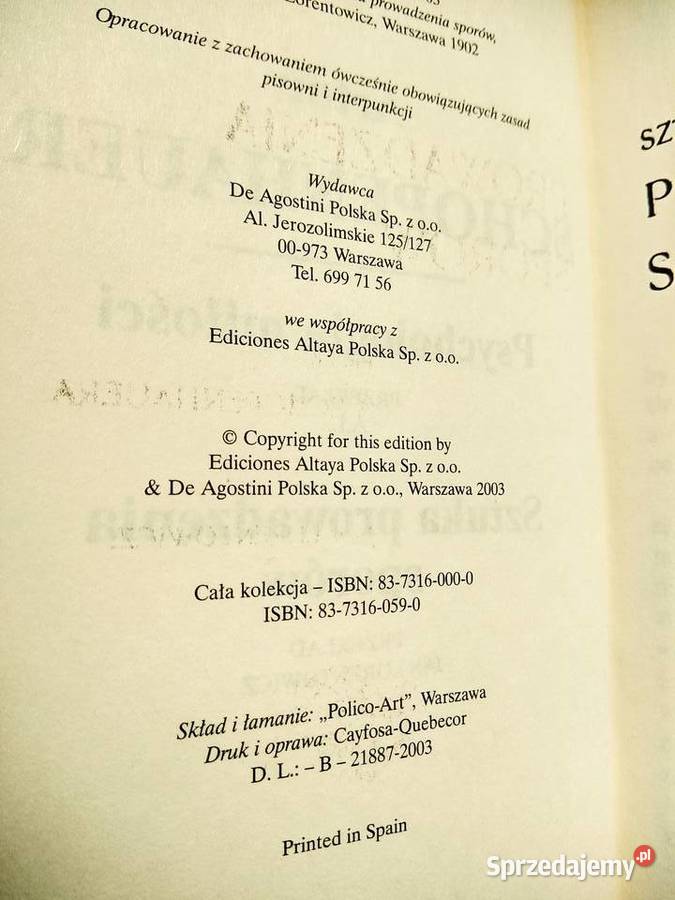 prowadzenia sporów,
Lorentowicz, Warszawa 1902
Opracowanie z zachowaniem ówcześnie obowiązujących zasad
pisowni i interpunkcji
Wydawca
De Agostini Polska Sp. z o.o.
Al. Jerozolimskie 125/127
00-973 Warszawa
Tel. 699 71 56
we współpracy z
Ediciones Altaya Polska Sp. z o.o.
© Copyright for this edition by
Ediciones Altaya Polska Sp. z o.o.
& De Agostini Polska Sp. z o.o., Warszawa 2003
Cała kolekcja – ISBN: 83-7316-000-0
ISBN: 83-7316-059-0
Skład i łamanie: „Polico-Art”, Warszawa
Druk i oprawa: Cayfosa-Quebecor
D. L.: – B – 21887-2003
Printed in Spain
SZ
P
S
Sprzedajemy.pl